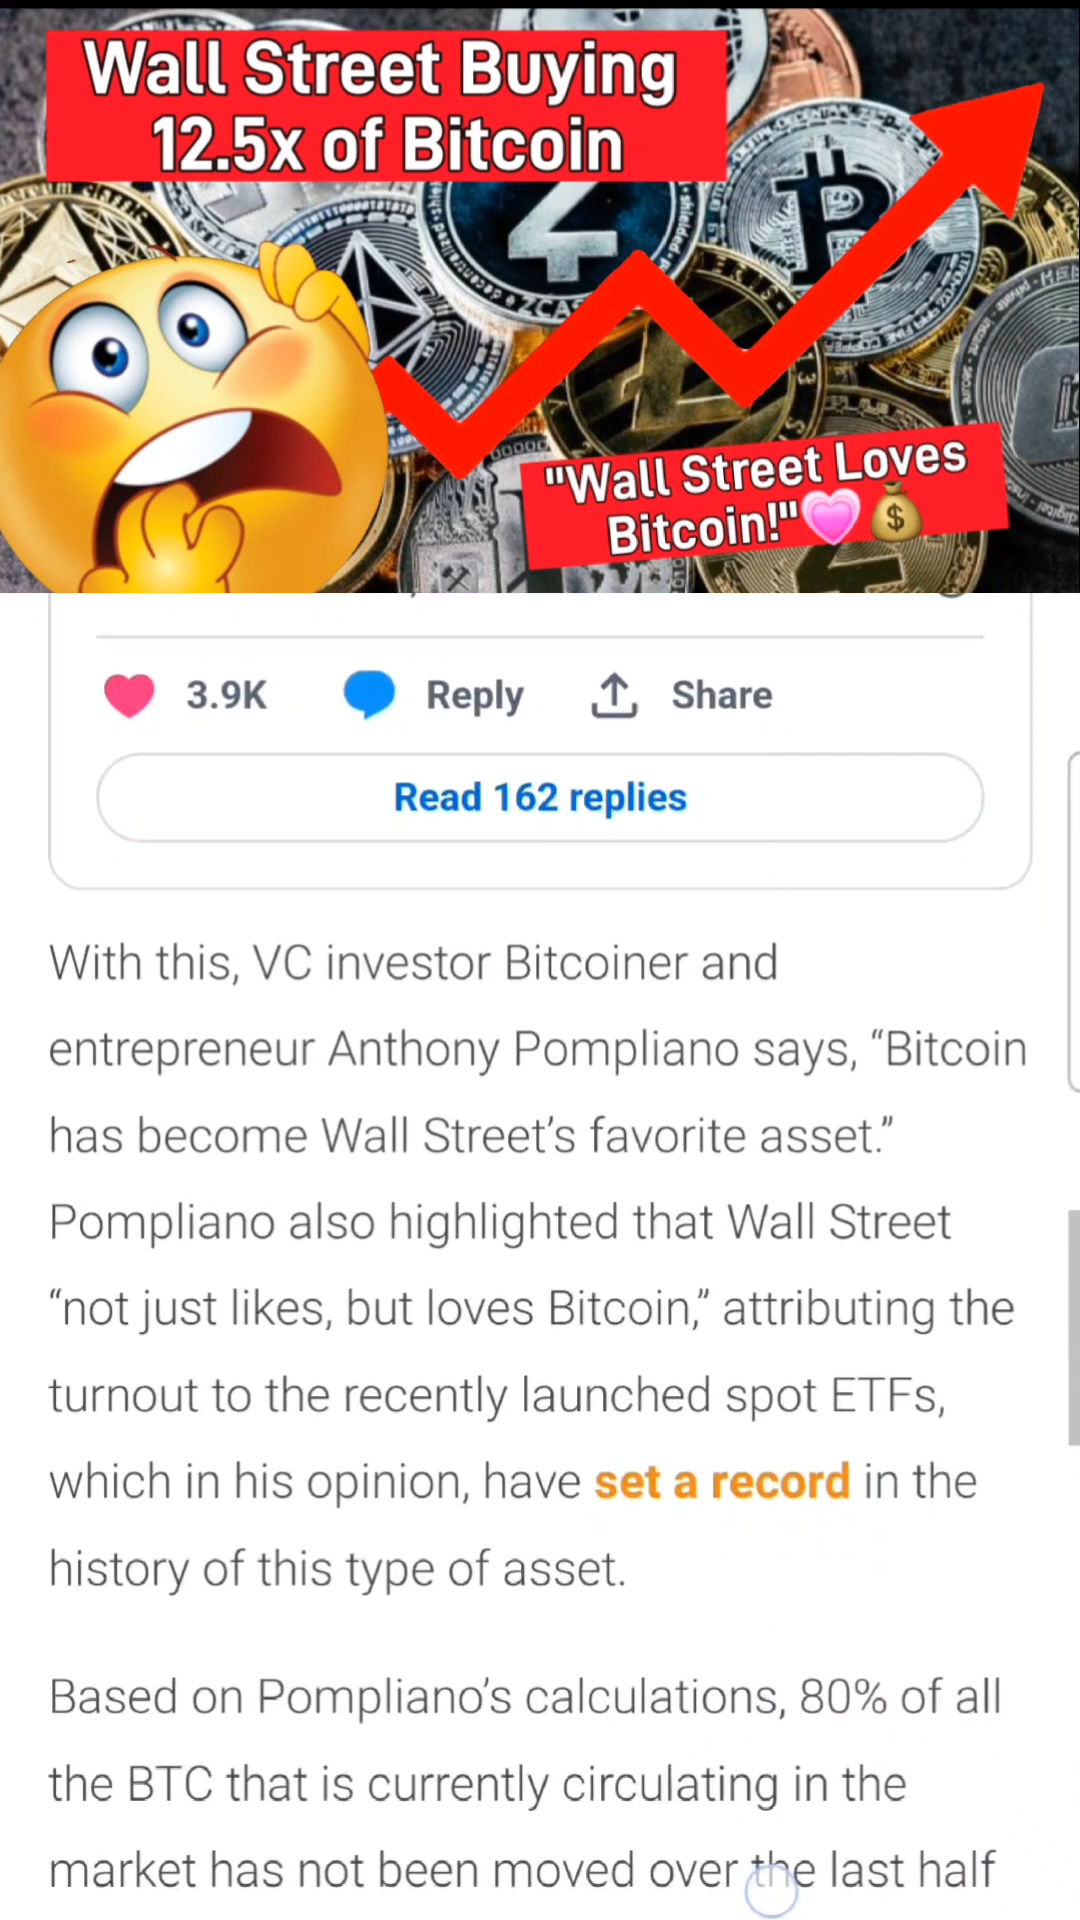 Wall Street Buying
12.5x of Bitcoin
ZCA
"Wall Street Loves
Bitcoin!"
3.9K Reply Share
Read 162 replies
With this, VC investor Bitcoiner and
entrepreneur Anthony Pompliano says, “Bitcoin
has become Wall Street’s favorite asset.”
Pompliano also highlighted that Wall Street
“not just likes, but loves Bitcoin,” attributing the
turnout to the recently launched spot ETFs,
which in his opinion, have set a record in the
history of this type of asset.
Based on Pompliano’s calculations, 80% of all
the BTC that is currently circulating in the
market has not been moved over the last half